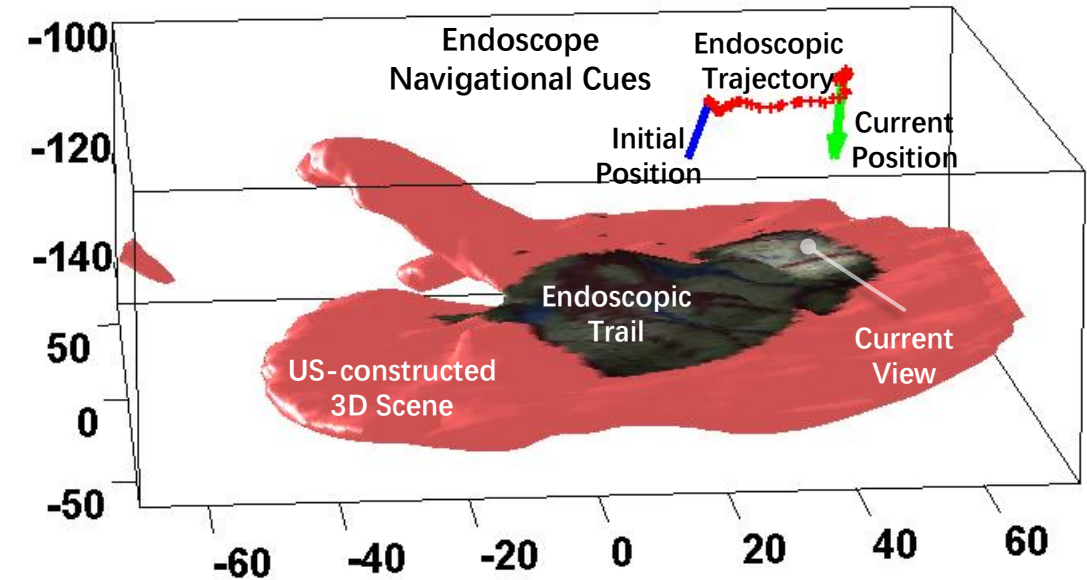 Endoscope
Navigational Cues
Endoscopic
Trajectory
Initial
Position
Current
Position
Endoscopic
Trail
Current
View
US-constructed
3D Scene
-100
-120
-140
50
0
-50
-60
-40
-20
0
20
40
60